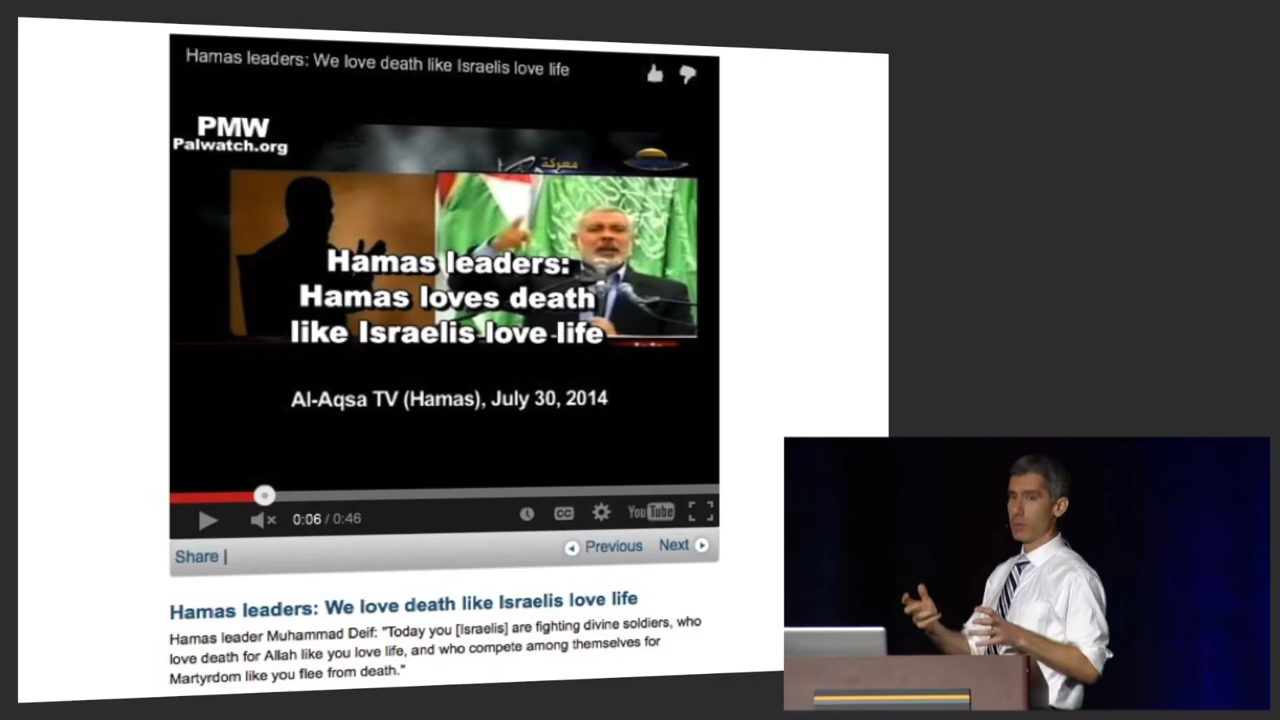 Hamas leaders: We love death like Israelis love life
PMW
Palwatch.org
معركة
Hamas leaders:
Hamas loves death
like Israelis love life
Al-Aqsa TV (Hamas), July 30, 2014
0:06 / 0:46
CC
YouTube
Share |
Previous
Next
Hamas leaders: We love death like Israelis love life
Hamas leader Muhammad Deif: "Today you [Israelis] are fighting divine soldiers, who
love death for Allah like you love life, and who compete among themselves for
Martyrdom like you flee from death."